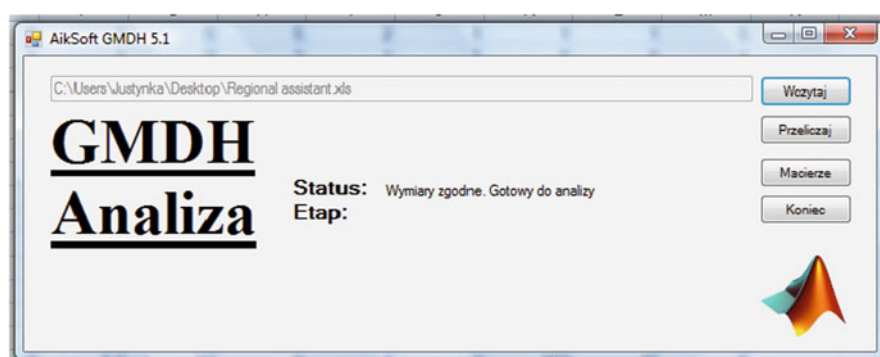 AikSoft GMDH 5.1
C:\Users\Justynka\Desktop\Regional assistant.xls
Wczytaj
GMDH
Przeliczaj
Analiza
Status: Wymiary zgodne. Gotowy do analizy
Macierze
Etap:
Koniec